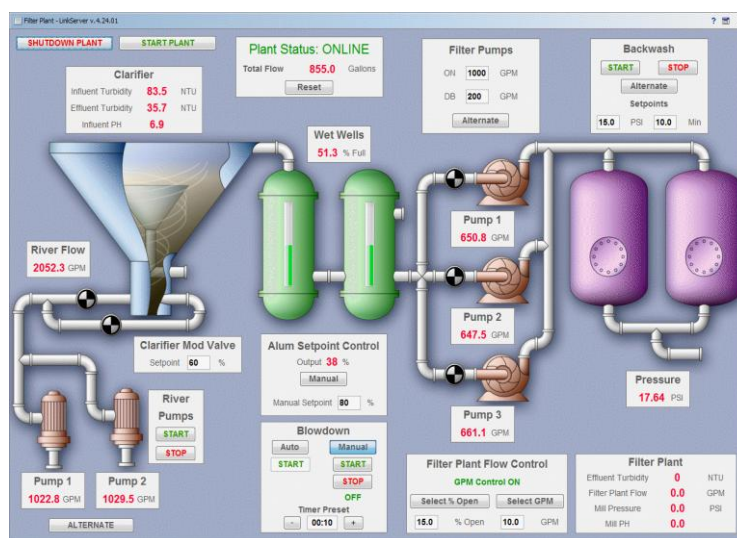 Filter Plant - LinkServer v.4.24.01
?
SHUTDOWN PLANT
START PLANT
Plant Status: ONLINE
Total Flow 855.0 Gallons
Reset
Filter Pumps
ON 1000 GPM
DB 200 GPM
Alternate
Backwash
START STOP
Alternate
Setpoints
15.0 PSI 10.0 Min
Clarifier
Influent Turbidity 83.5 NTU
Effluent Turbidity 35.7 NTU
Influent PH 6.9
Wet Wells
51.3 % Full
Pump 1
650.8 GPM
River Flow
2052.3 GPM
Pump 2
647.5 GPM
Clarifier Mod Valve
Setpoint 60 %
Alum Setpoint Control
Output 38 %
Manual
Manual Setpoint 80 %
Pump 3
661.1 GPM
Pressure
17.64 PSI
River
Pumps
START
STOP
Pump 1
1022.8 GPM
Pump 2
1029.5 GPM
ALTERNATE
Blowdown
Auto Manual
START START
STOP
OFF
Timer Preset
- 00:10 +
Filter Plant Flow Control
GPM Control ON
Select % Open Select GPM
15.0 % Open 10.0 GPM
Filter Plant
Effluent Turbidity 0 NTU
Filter Plant Flow 0.0 GPM
Mill Pressure 0.0 PSI
Mill PH 0.0